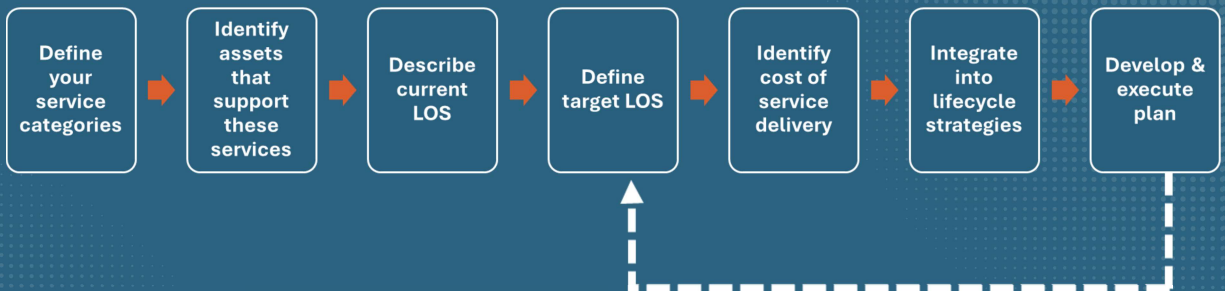 Define
your
service
categories
Identify
assets
that
support
these
services
Describe
current
LOS
Define
target LOS
Identify
cost of
service
delivery
Integrate
into
lifecycle
strategies
Develop &
execute
plan